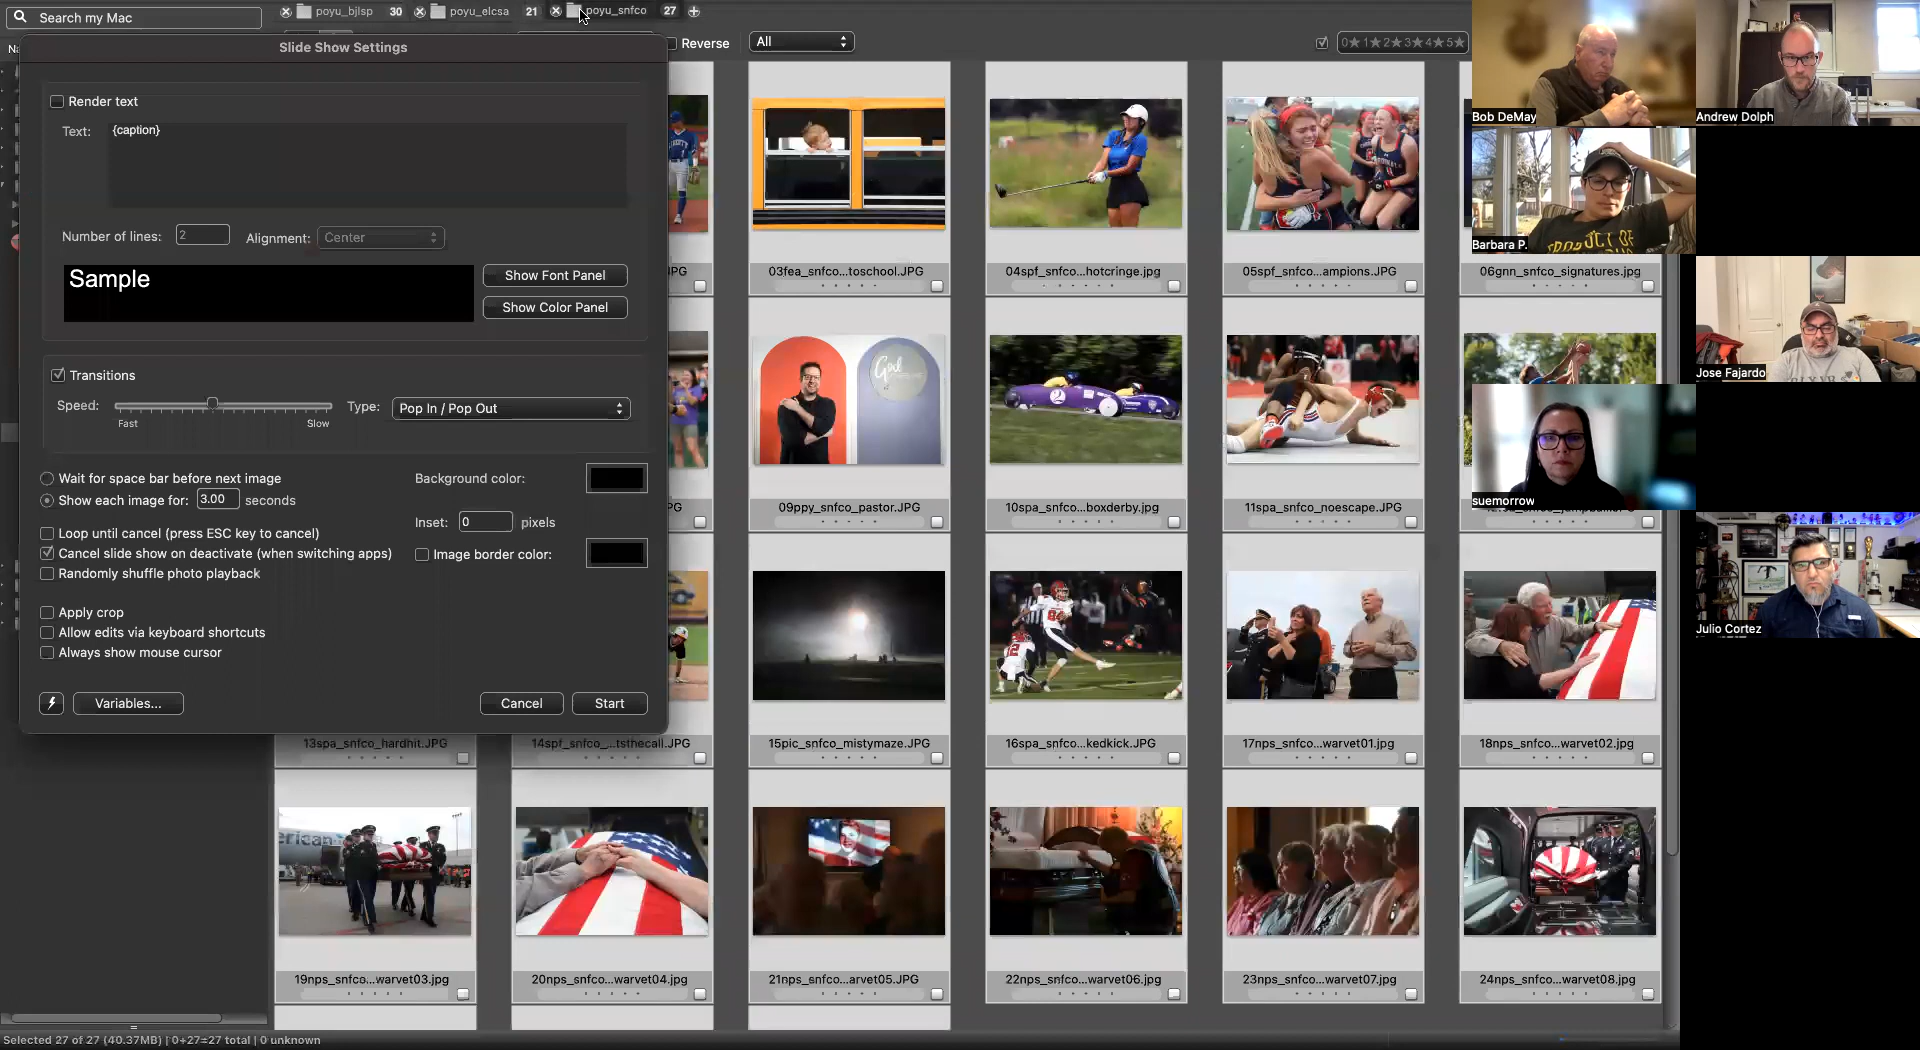 Search my Mac
poyu_bjlsp 30
poyu_elcsa 21
poyu_snfco 27
Slide Show Settings
Reverse
All
0★1★2★3★4★5★
Render text
Text: {caption}
Number of lines: 2
Alignment: Center
Sample
Show Font Panel
Show Color Panel
Transitions
Speed:
Fast
Slow
Type: Pop In / Pop Out
Wait for space bar before next image
Show each image for: 3.00 seconds
Background color:
Inset: 0 pixels
Loop until cancel (press ESC key to cancel)
Cancel slide show on deactivate (when switching apps)
Image border color:
Randomly shuffle photo playback
Apply crop
Allow edits via keyboard shortcuts
Always show mouse cursor
Variables...
Cancel
Start
03fea_snfco...toschool.JPG
04spf_snfco...hotcringe.jpg
05spf_snfco...ampions.JPG
06gnn_snfco_signatures.jpg
09ppy_snfco_pastor.JPG
10spa_snfco...boxderby.jpg
11spa_snfco_noescape.JPG
13spa_snfco_hardhit.JPG
14spf_snfco_...tsthecall.JPG
15pic_snfco_mistymaze.JPG
16spa_snfco...kedkick.JPG
17nps_snfco...warvet01.jpg
18nps_snfco...warvet02.jpg
19nps_snfco...warvet03.jpg
20nps_snfco...warvet04.jpg
21nps_snfco...arvet05.JPG
22nps_snfco...warvet06.jpg
23nps_snfco...warvet07.jpg
24nps_snfco...warvet08.jpg
Selected 27 of 27 (40.37MB) | 0+27=27 total | 0 unknown
Bob DeMay
Andrew Dolph
Barbara P.
Jose Fajardo
suemorrow
Julio Cortez